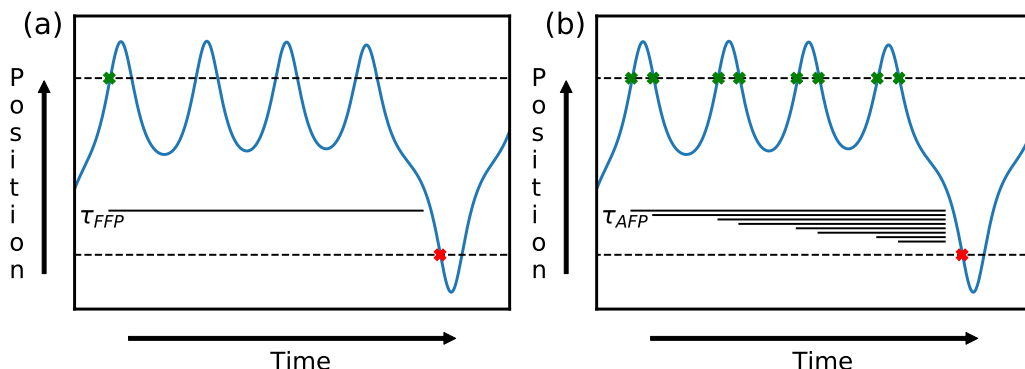 (a)
Position
τFFP
Time
(b)
Position
τAFP
Time